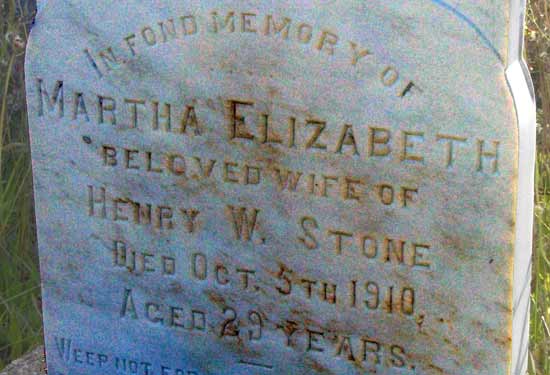 IN FOND MEMORY OF
MARTHA ELIZABETH
BELOVED WIFE OF
HENRY W. STONE
DIED OCT. 5TH 1910,
AGED 29 YEARS.
WEEP NOT FOR